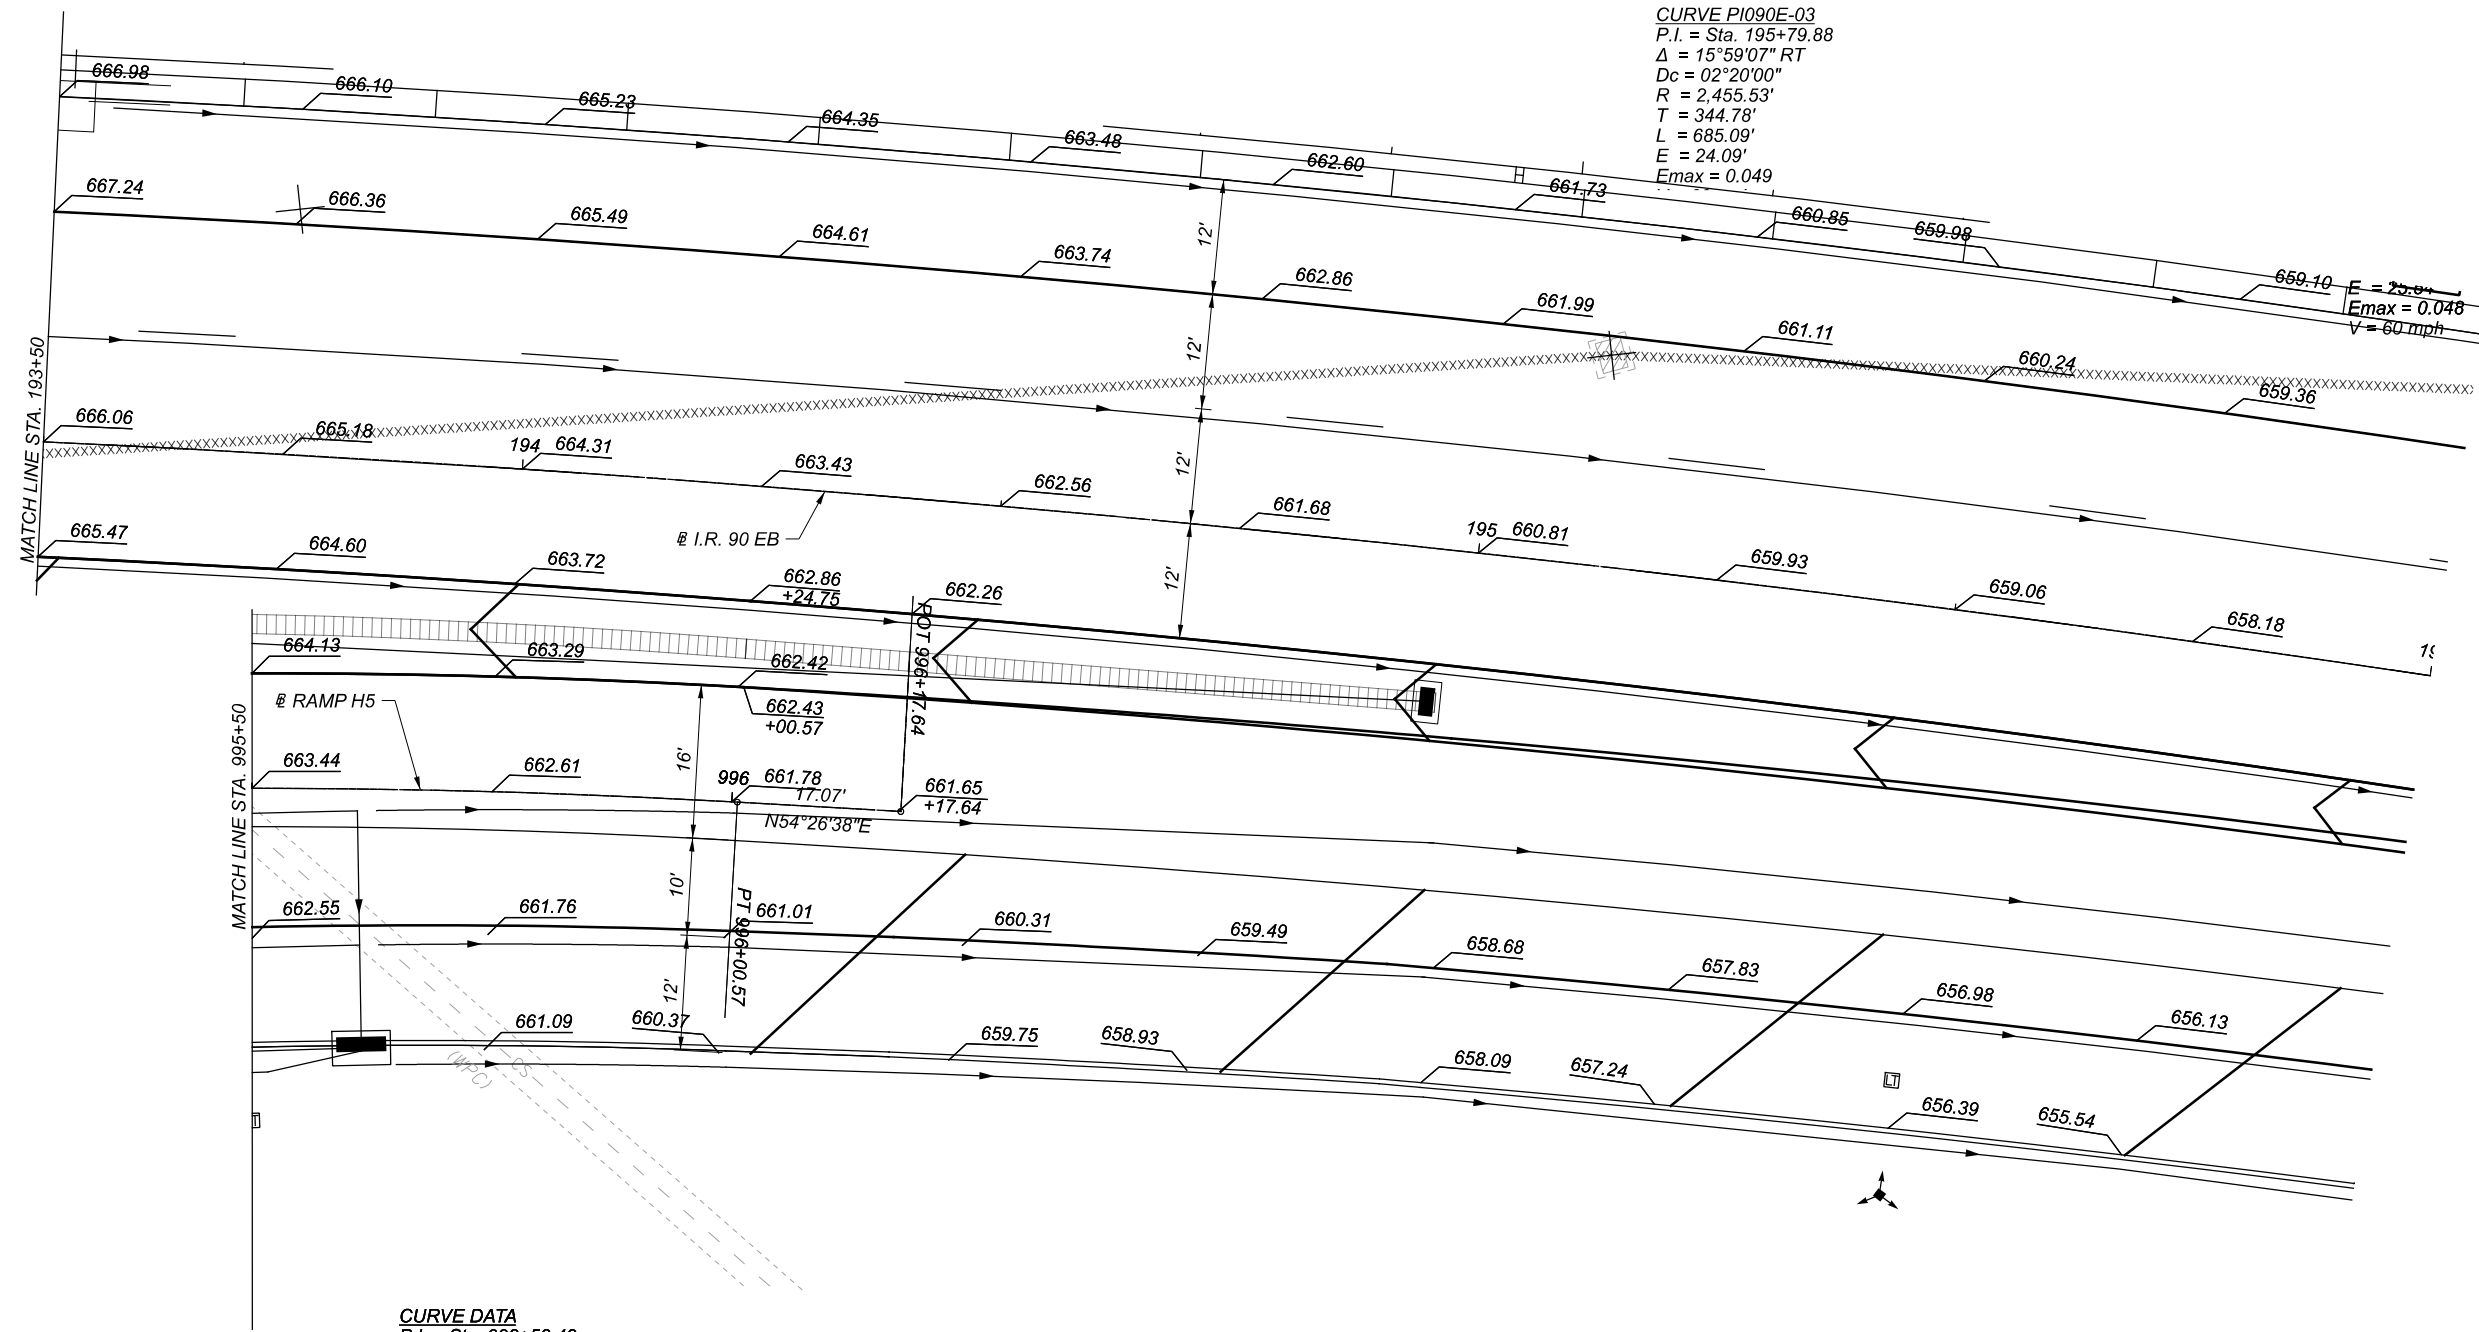 CURVE PI090E-03
P.I. = Sta. 195+79.88
Δ = 15°59'07" RT
Dc = 02°20'00"
R = 2,455.53'
T = 344.78'
L = 685.09'
E = 24.09'
Emax = 0.049
666.98
666.10
665.23
664.35
663.48
662.60
661.73
660.85
659.98
659.10
E =
Emax = 0.048
V = 60 mph
H
667.24
666.36
665.49
664.61
663.74
662.86
661.99
661.11
660.24
659.36
12'
12'
12'
12'
MATCH LINE STA. 193+50
666.06
665.18
194 664.31
663.43
662.56
661.68
195 660.81
659.93
659.06
658.18
℄ I.R. 90 EB
665.47
664.60
663.72
662.86
+24.75
662.26
POT 996+17.64
664.13
663.29
662.42
662.43
+00.57
℄ RAMP H5
MATCH LINE STA. 995+50
663.44
662.61
996 661.78
17.07'
661.65
+17.64
N54°26'38"E
16'
10'
12'
PT 996+00.57
662.55
661.76
661.01
660.31
659.49
658.68
657.83
656.98
656.13
661.09
660.37
659.75
658.93
658.09
657.24
656.39
655.54
(WPC)
CS
LT
CURVE DATA